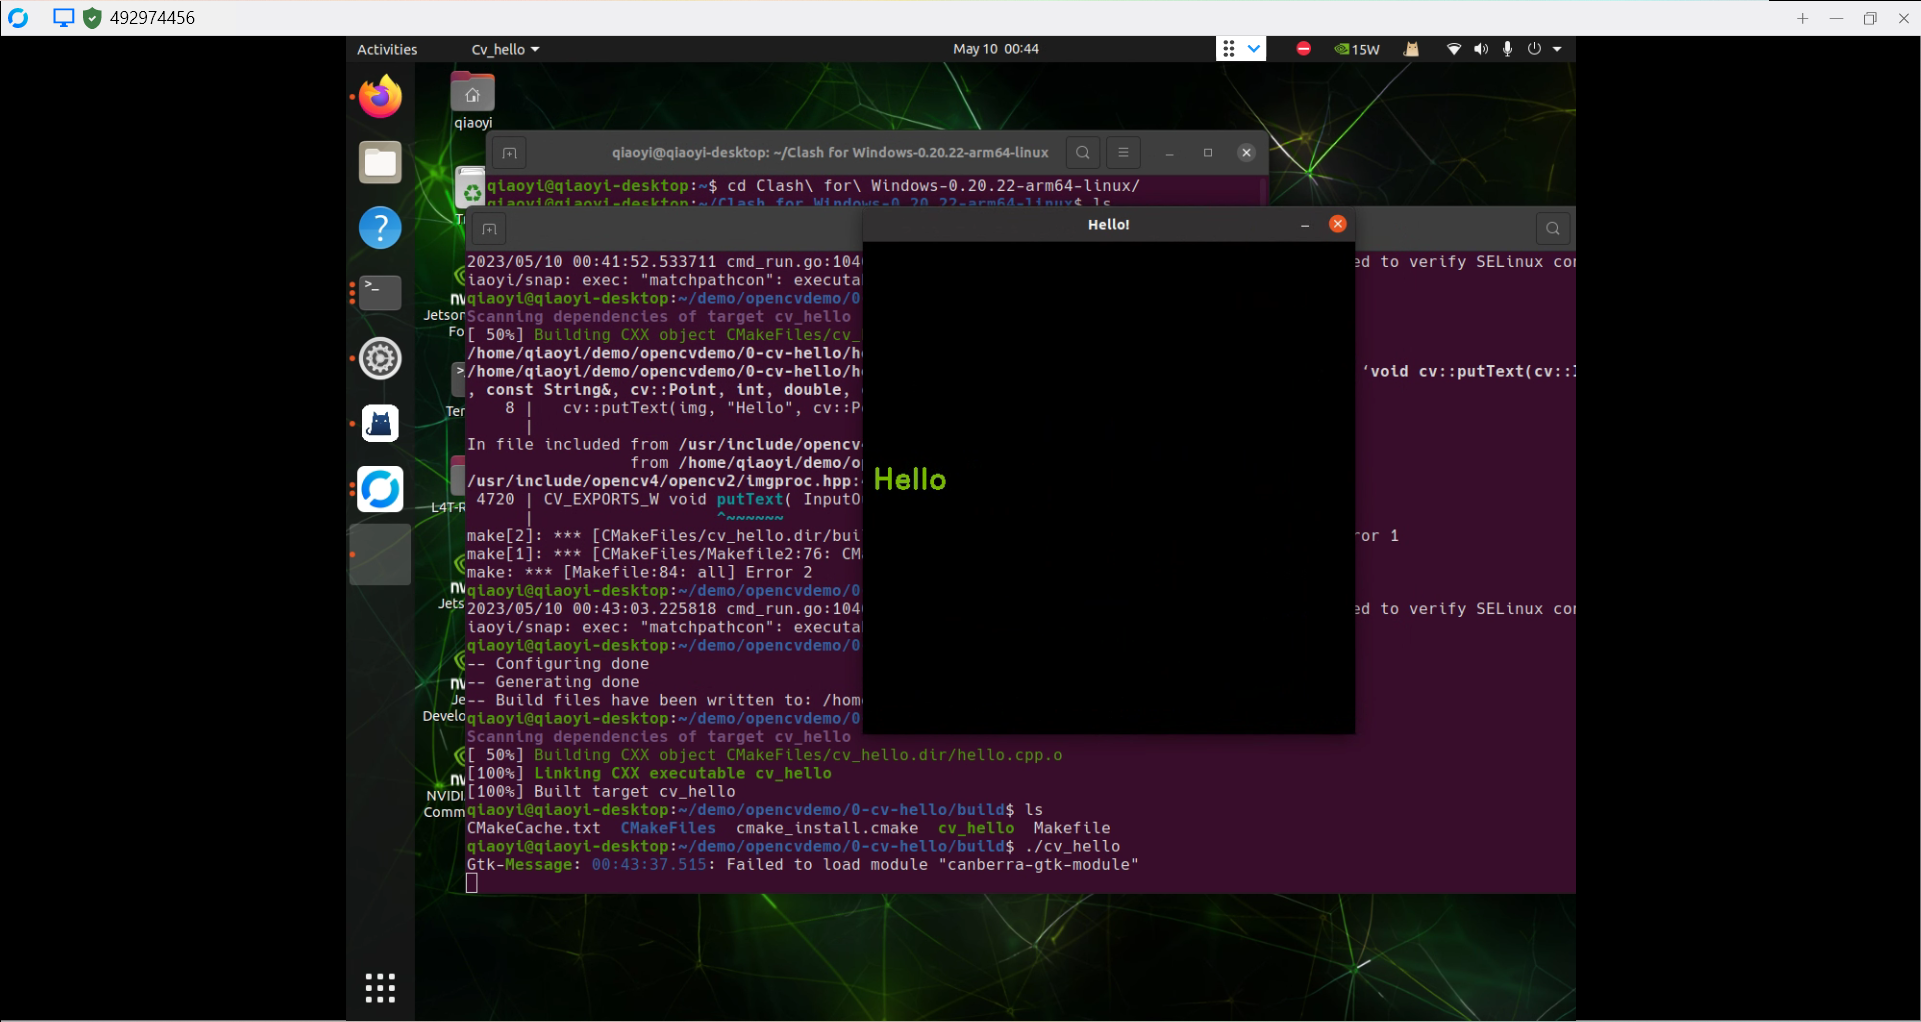 492974456
Activities
Cv_hello
May 10 00:44
15W
qiaoyi
qiaoyi@qiaoyi-desktop: ~/Clash for Windows-0.20.22-arm64-linux
qiaoyi@qiaoyi-desktop:~$ cd Clash\ for\ Windows-0.20.22-arm64-linux/
qiaoyi@qiaoyi-desktop:~/Clash for Windows-0.20.22-arm64-linux$ ls
Hello!
2023/05/10 00:41:52.533711 cmd_run.go:104
ed to verify SELinux con
iaoyi/snap: exec: "matchpathcon": executa
qiaoyi@qiaoyi-desktop:~/demo/opencvdemo/0
Scanning dependencies of target cv_hello
[ 50%] Building CXX object CMakeFiles/cv_
/home/qiaoyi/demo/opencvdemo/0-cv-hello/h
/home/qiaoyi/demo/opencvdemo/0-cv-hello/h
‘void cv::putText(cv::I
, const String&, cv::Point, int, double,
8 | cv::putText(img, "Hello", cv::P
|
In file included from /usr/include/opencv
from /home/qiaoyi/demo/o
/usr/include/opencv4/opencv2/imgproc.hpp:
4720 | CV_EXPORTS_W void putText( InputO
| ^~~~~~~
make[2]: *** [CMakeFiles/cv_hello.dir/bui
ror 1
make[1]: *** [CMakeFiles/Makefile2:76: CM
make: *** [Makefile:84: all] Error 2
qiaoyi@qiaoyi-desktop:~/demo/opencvdemo/0
2023/05/10 00:43:03.225818 cmd_run.go:104
ed to verify SELinux con
iaoyi/snap: exec: "matchpathcon": executa
qiaoyi@qiaoyi-desktop:~/demo/opencvdemo/0
-- Configuring done
-- Generating done
-- Build files have been written to: /hom
qiaoyi@qiaoyi-desktop:~/demo/opencvdemo/0
Scanning dependencies of target cv_hello
[ 50%] Building CXX object CMakeFiles/cv_hello.dir/hello.cpp.o
[100%] Linking CXX executable cv_hello
[100%] Built target cv_hello
qiaoyi@qiaoyi-desktop:~/demo/opencvdemo/0-cv-hello/build$ ls
CMakeCache.txt CMakeFiles cmake_install.cmake cv_hello Makefile
qiaoyi@qiaoyi-desktop:~/demo/opencvdemo/0-cv-hello/build$ ./cv_hello
Gtk-Message: 00:43:37.515: Failed to load module "canberra-gtk-module"
Hello
Jetson
Fo
Ter
L4T-R
Jets
Je
Develo
NVIDI
Comm